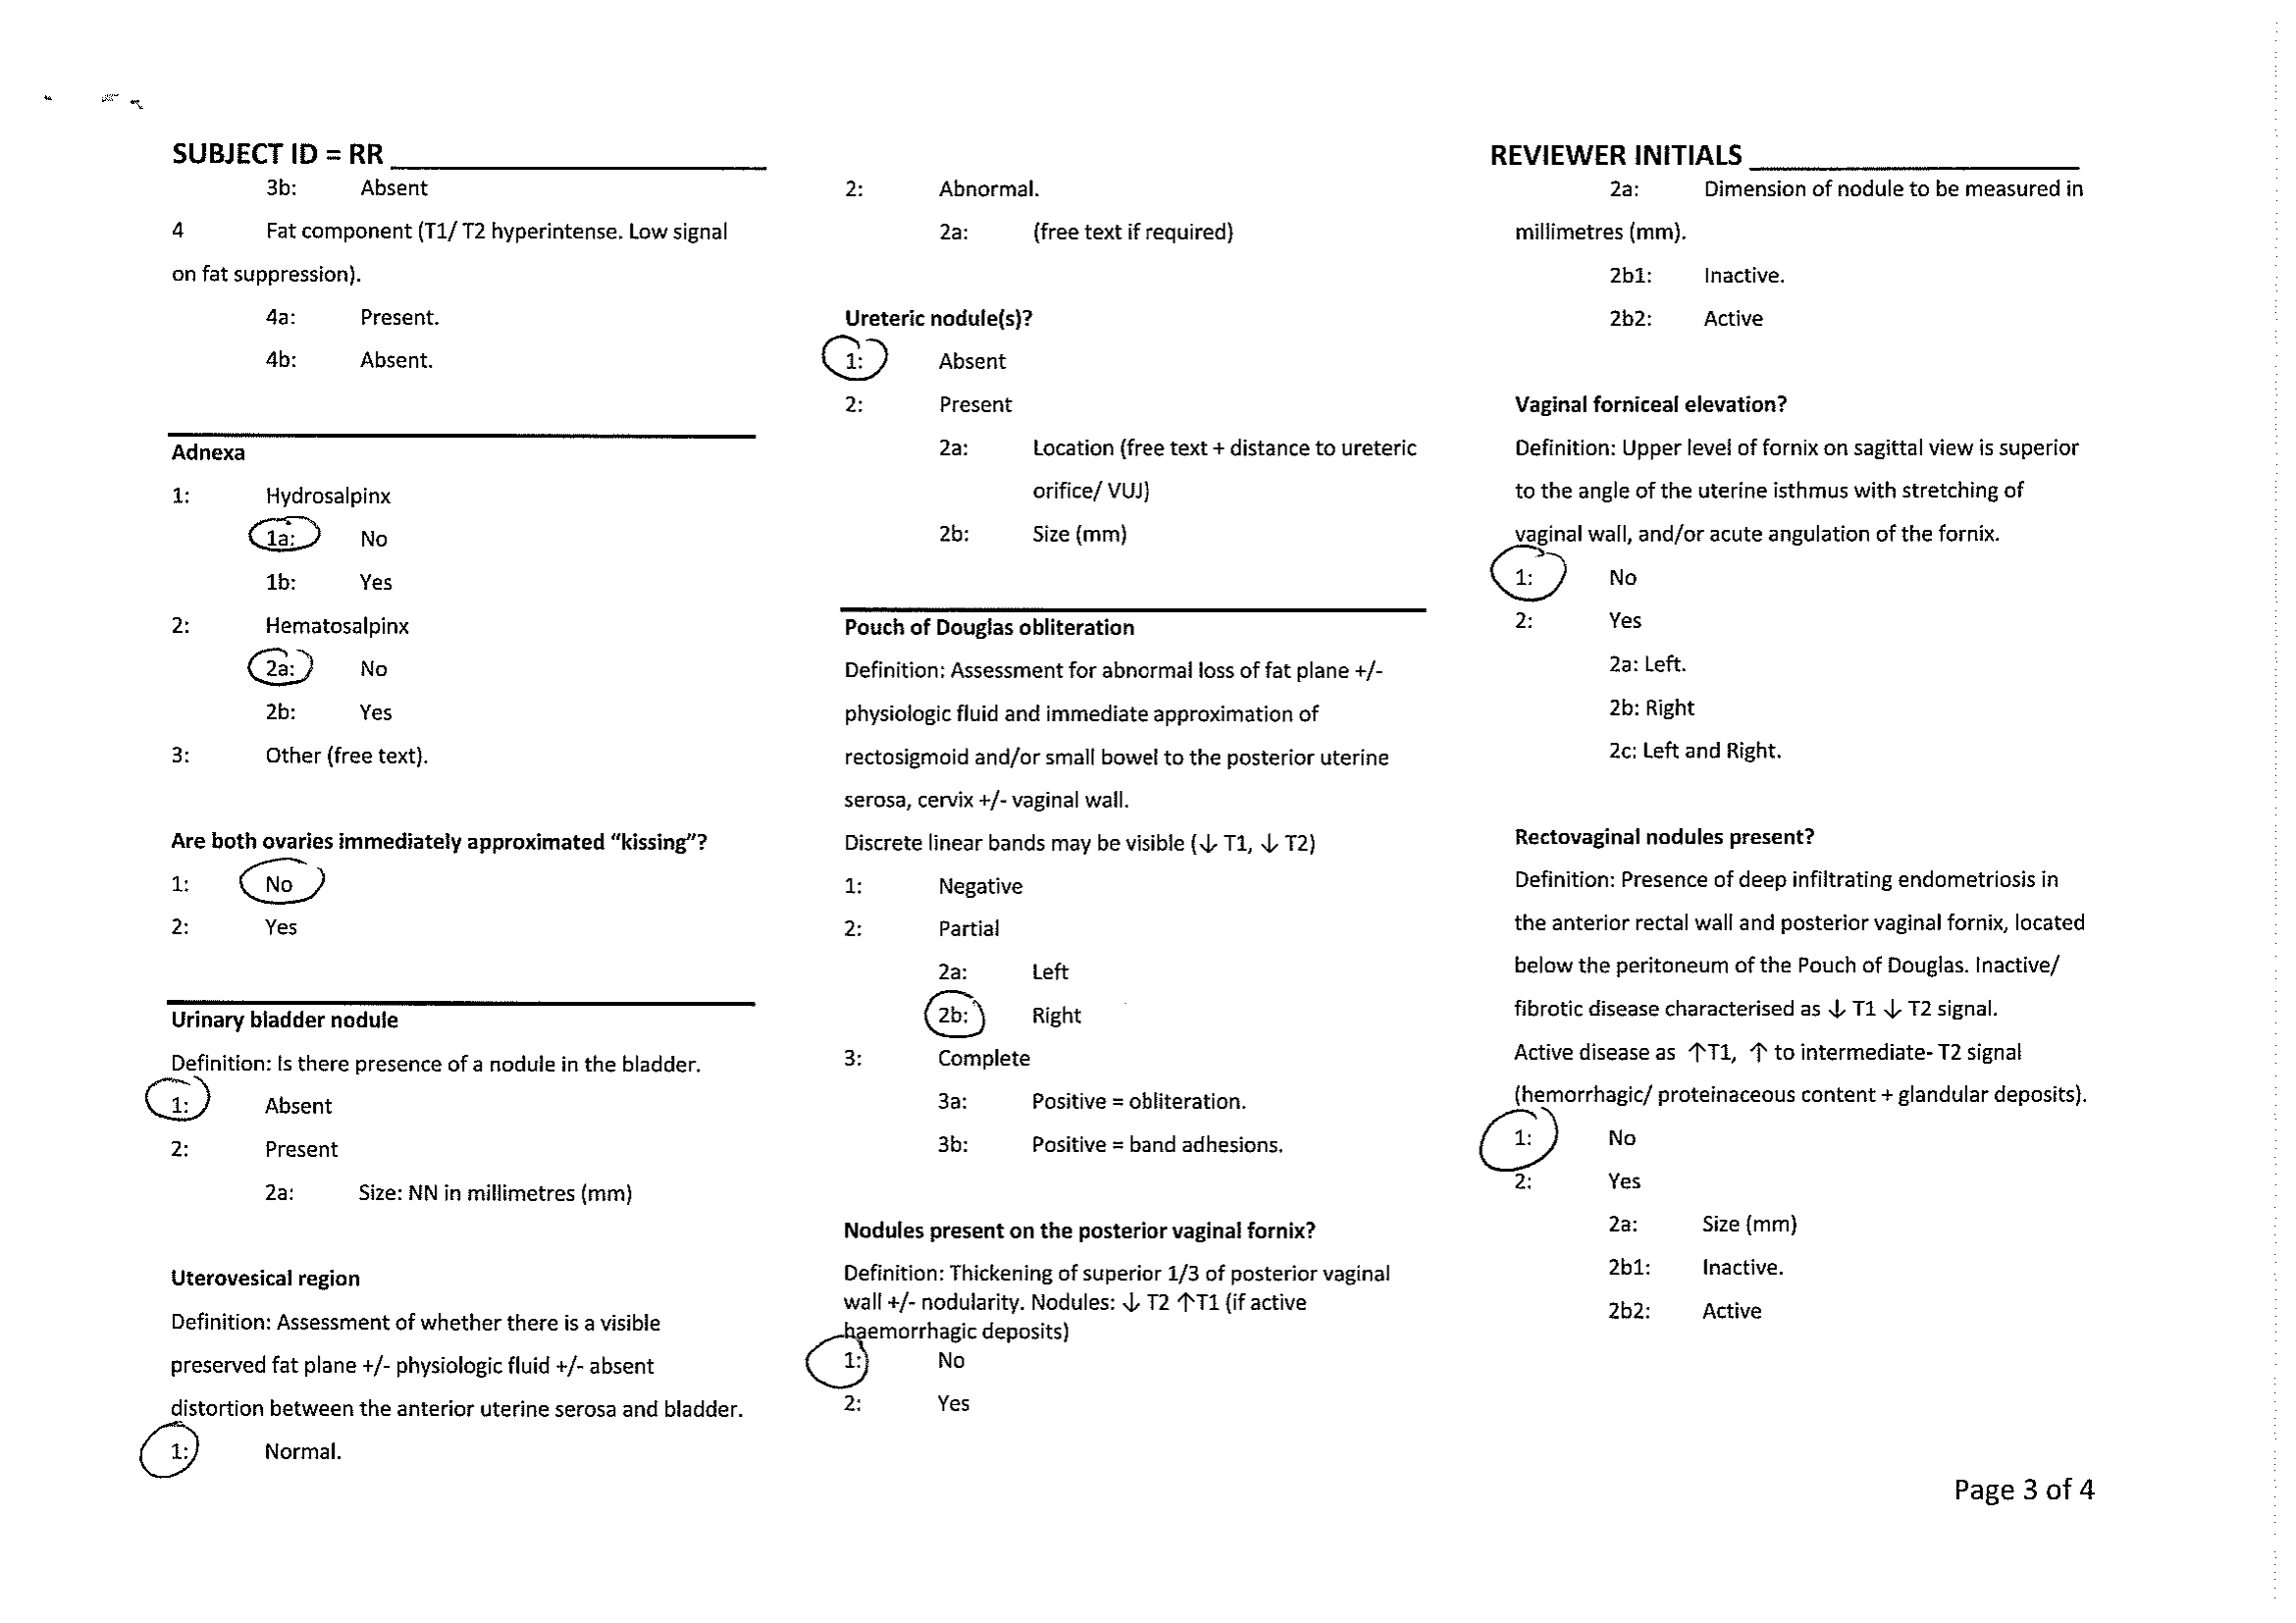 SUBJECT ID = RR
REVIEWER INITIALS
3b: Absent
4 Fat component (T1/ T2 hyperintense. Low signal
on fat suppression).
4a: Present.
4b: Absent.
Adnexa
1: Hydrosalpinx
1a: No
1b: Yes
2: Hematosalpinx
2a: No
2b: Yes
3: Other (free text).
Are both ovaries immediately approximated “kissing”?
1: No
2: Yes
Urinary bladder nodule
Definition: Is there presence of a nodule in the bladder.
1: Absent
2: Present
2a: Size: NN in millimetres (mm)
Uterovesical region
Definition: Assessment of whether there is a visible
preserved fat plane +/- physiologic fluid +/- absent
distortion between the anterior uterine serosa and bladder.
1: Normal.
2: Abnormal.
2a: (free text if required)
Ureteric nodule(s)?
1: Absent
2: Present
2a: Location (free text + distance to ureteric
orifice/ VUJ)
2b: Size (mm)
Pouch of Douglas obliteration
Definition: Assessment for abnormal loss of fat plane +/-
physiologic fluid and immediate approximation of
rectosigmoid and/or small bowel to the posterior uterine
serosa, cervix +/- vaginal wall.
Discrete linear bands may be visible (↓ T1, ↓ T2)
1: Negative
2: Partial
2a: Left
2b: Right
3: Complete
3a: Positive = obliteration.
3b: Positive = band adhesions.
Nodules present on the posterior vaginal fornix?
Definition: Thickening of superior 1/3 of posterior vaginal
wall +/- nodularity. Nodules: ↓ T2 ↑T1 (if active
haemorrhagic deposits)
1: No
2: Yes
2a: Dimension of nodule to be measured in
millimetres (mm).
2b1: Inactive.
2b2: Active
Vaginal forniceal elevation?
Definition: Upper level of fornix on sagittal view is superior
to the angle of the uterine isthmus with stretching of
vaginal wall, and/or acute angulation of the fornix.
1: No
2: Yes
2a: Left.
2b: Right
2c: Left and Right.
Rectovaginal nodules present?
Definition: Presence of deep infiltrating endometriosis in
the anterior rectal wall and posterior vaginal fornix, located
below the peritoneum of the Pouch of Douglas. Inactive/
fibrotic disease characterised as ↓ T1 ↓ T2 signal.
Active disease as ↑T1, ↑ to intermediate- T2 signal
(hemorrhagic/ proteinaceous content + glandular deposits).
1: No
2: Yes
2a: Size (mm)
2b1: Inactive.
2b2: Active
Page 3 of 4